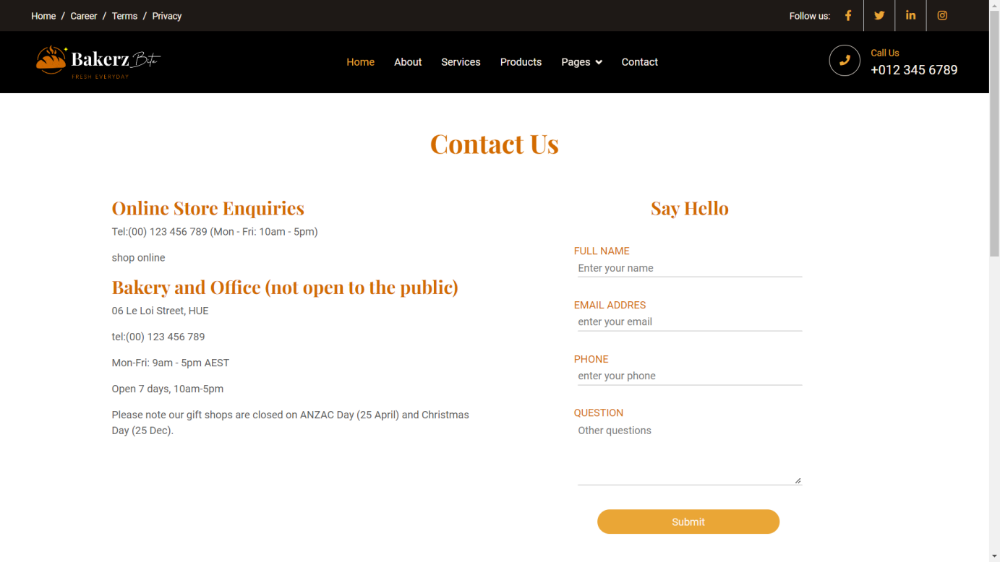 Home / Career / Terms / Privacy
Follow us:
Bakerz Bite
FRESH EVERYDAY
Home About Services Products Pages Contact
Call Us
+012 345 6789
Contact Us
Online Store Enquiries
Tel:(00) 123 456 789 (Mon - Fri: 10am - 5pm)
shop online
Bakery and Office (not open to the public)
06 Le Loi Street, HUE
tel:(00) 123 456 789
Mon-Fri: 9am - 5pm AEST
Open 7 days, 10am-5pm
Please note our gift shops are closed on ANZAC Day (25 April) and Christmas
Day (25 Dec).
Say Hello
FULL NAME
Enter your name
EMAIL ADDRES
enter your email
PHONE
enter your phone
QUESTION
Other questions
Submit